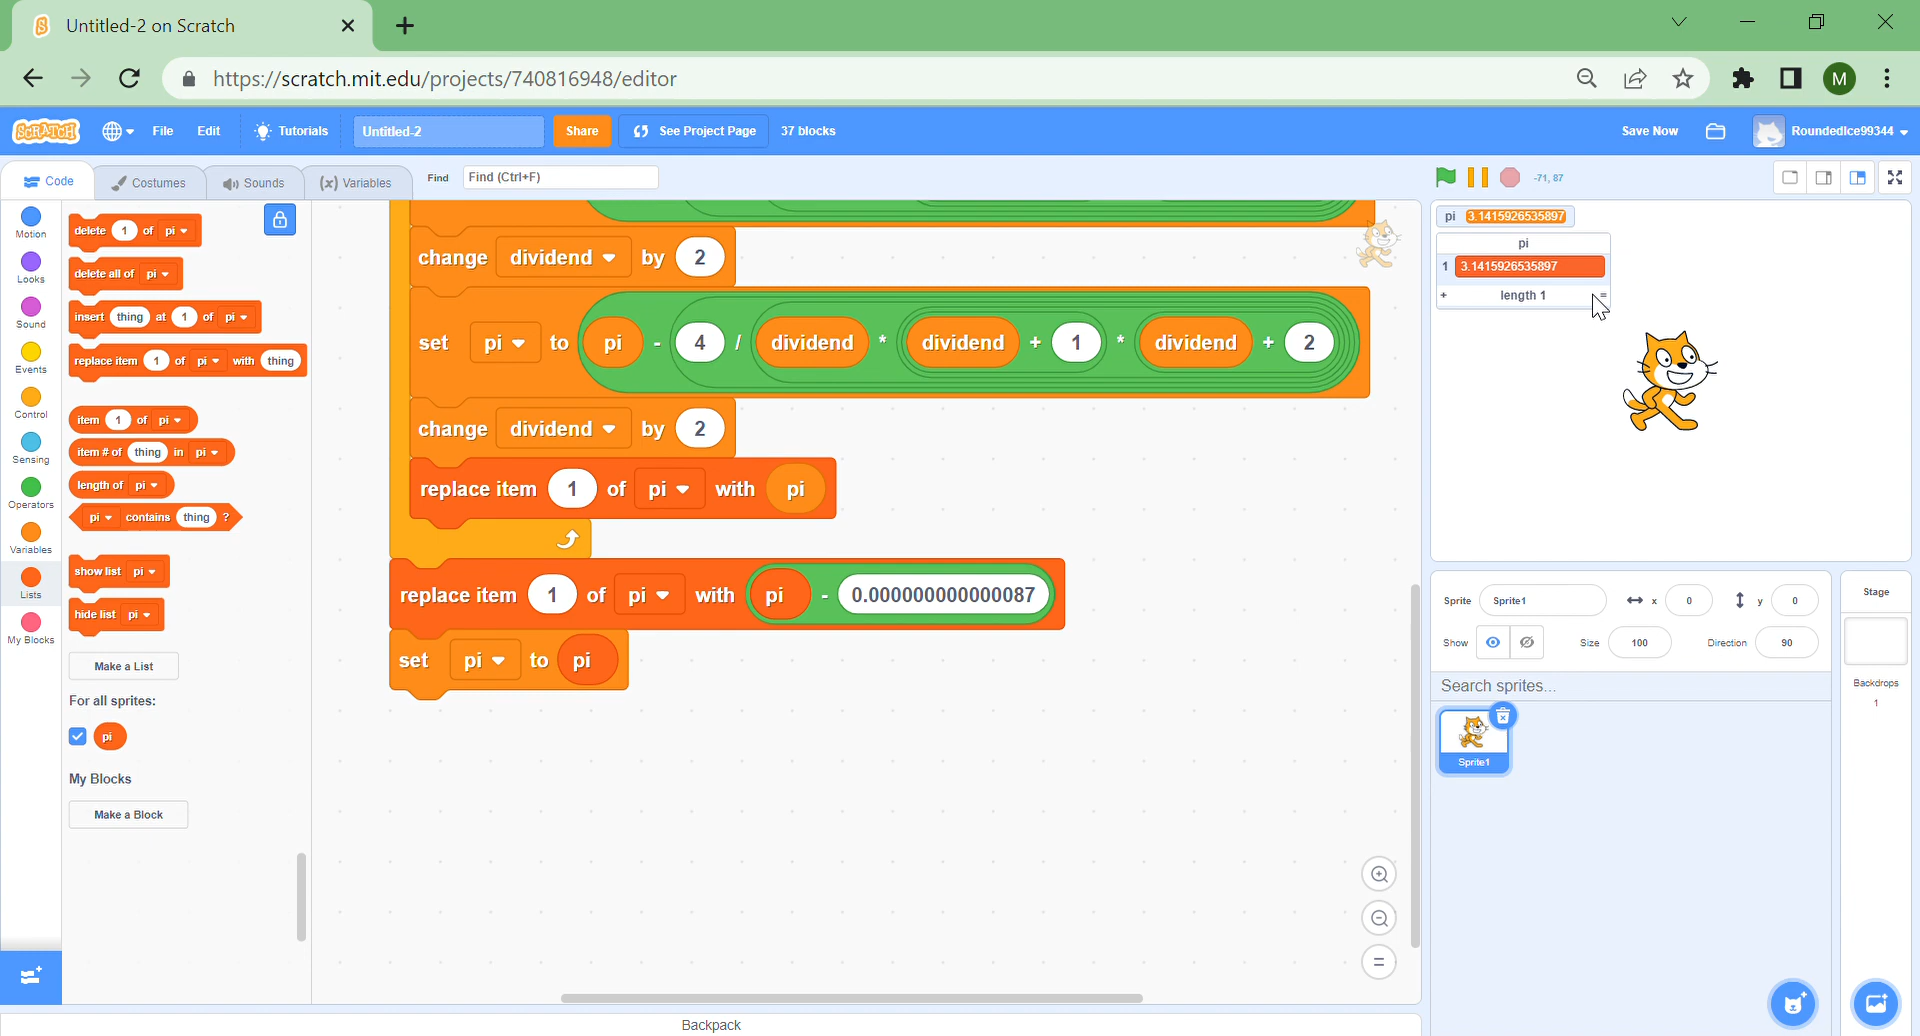 Untitled-2 on Scratch
https://scratch.mit.edu/projects/740816948/editor
M
SCRATCH
File
Edit
Tutorials
Untitled-2
Share
See Project Page
37 blocks
Save Now
RoundedIce99344
Code
Costumes
Sounds
(x) Variables
Find
Find (Ctrl+F)
-71, 87
Motion
Looks
Sound
Events
Control
Sensing
Operators
Variables
Lists
My Blocks
delete 1 of pi
delete all of pi
insert thing at 1 of pi
replace item 1 of pi with thing
item 1 of pi
item # of thing in pi
length of pi
pi contains thing ?
show list pi
hide list pi
Make a List
For all sprites:
pi
My Blocks
Make a Block
change dividend by 2
set pi to pi - 4 / dividend * dividend + 1 * dividend + 2
change dividend by 2
replace item 1 of pi with pi
replace item 1 of pi with pi - 0.000000000000087
set pi to pi
pi 3.1415926535897
pi
1 3.1415926535897
+ length 1 =
Sprite Sprite1 x 0 y 0
Show Size 100 Direction 90
Search sprites...
Sprite1
Stage
Backdrops
1
Backpack